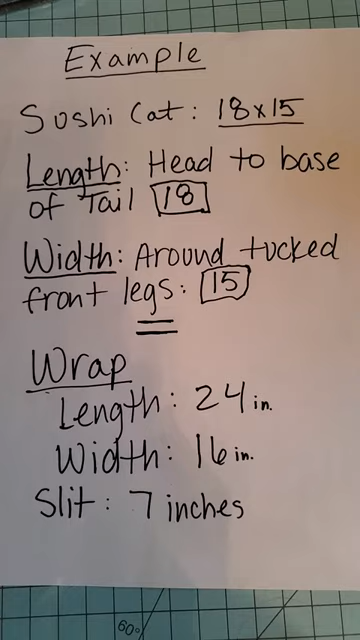 Example
Sushi Cat: 18x15
Length: Head to base
of Tail 18
Width: Around tucked
front legs: 15
=
Wrap
Length: 24 in.
Width: 16 in.
Slit: 7 inches
60°